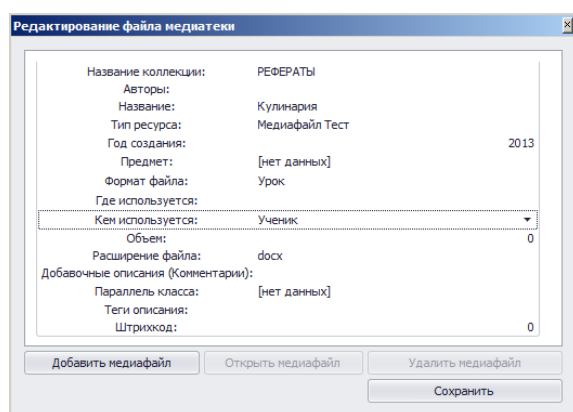 Редактирование файла медиатеки
Название коллекции: РЕФЕРАТЫ
Авторы:
Название: Кулинария
Тип ресурса: Медиафайл Тест
Год создания: 2013
Предмет: [нет данных]
Формат файла: Урок
Где используется:
Кем используется: Ученик
Объем: 0
Расширение файла: docx
Добавочные описания (Комментарии):
Параллель класса: [нет данных]
Теги описания:
Штрихкод: 0
Добавить медиафайл Открыть медиафайл Удалить медиафайл
Сохранить